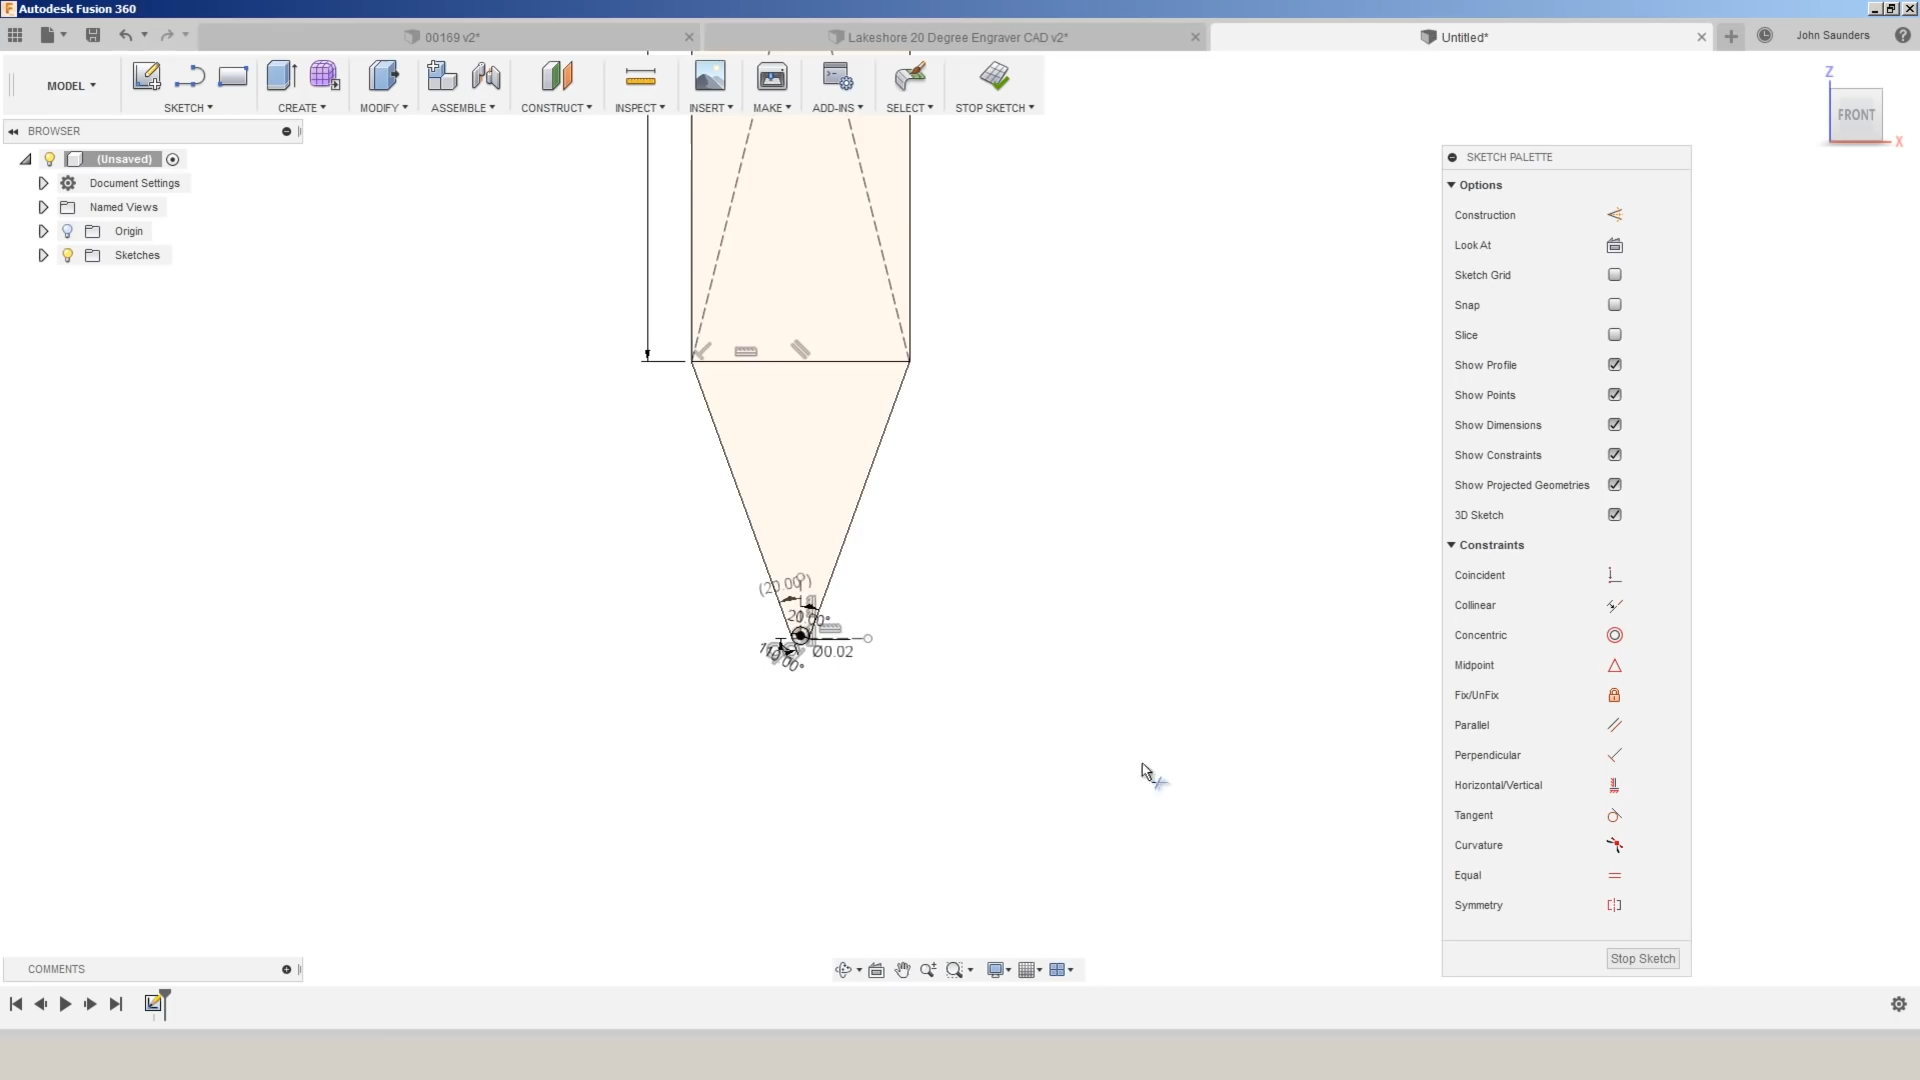 Autodesk Fusion 360
00169 v2*
Lakeshore 20 Degree Engraver CAD v2*
Untitled*
John Saunders
MODEL
SKETCH
CREATE
MODIFY
ASSEMBLE
CONSTRUCT
INSPECT
INSERT
MAKE
ADD-INS
SELECT
STOP SKETCH
Z
FRONT
X
BROWSER
(Unsaved)
Document Settings
Named Views
Origin
Sketches
SKETCH PALETTE
Options
Construction
Look At
Sketch Grid
Snap
Slice
Show Profile
Show Points
Show Dimensions
Show Constraints
Show Projected Geometries
3D Sketch
Constraints
Coincident
Collinear
Concentric
Midpoint
Fix/UnFix
Parallel
Perpendicular
Horizontal/Vertical
Tangent
Curvature
Equal
Symmetry
Stop Sketch
(20.00°)
20.00°
Ø0.02
COMMENTS